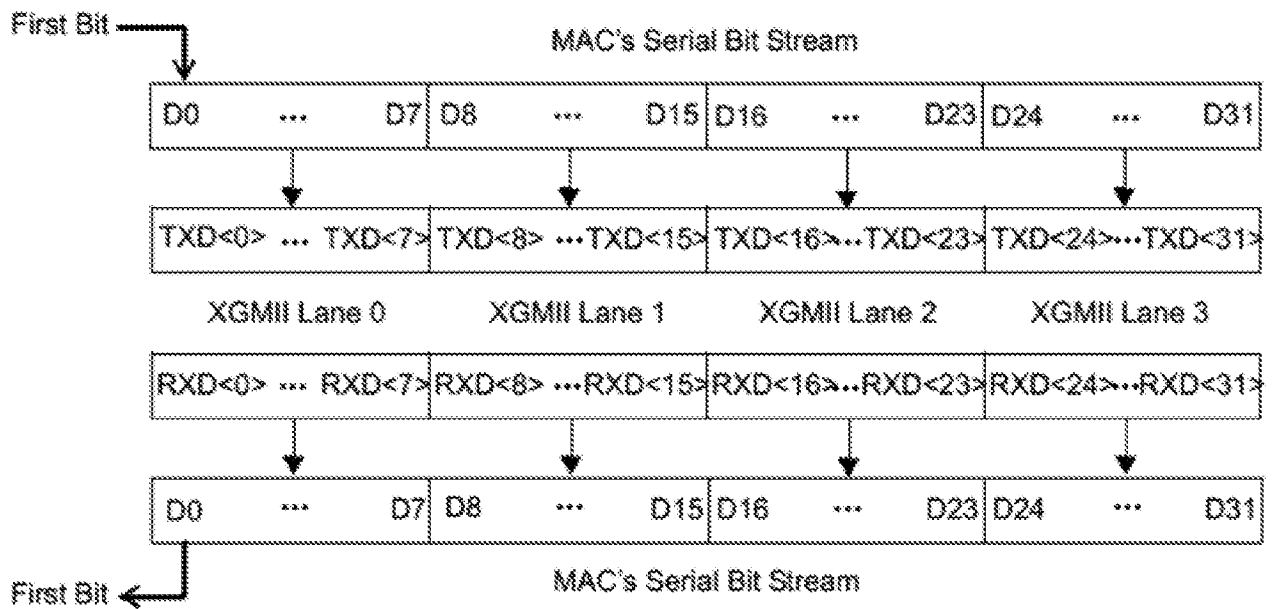 First Bit
MAC's Serial Bit Stream
D0 ... D7 D8 ... D15 D16 ... D23 D24 ... D31
TXD<0> ... TXD<7> TXD<8> ...TXD<15> TXD<16>...TXD<23> TXD<24>...TXD<31>
XGMII Lane 0 XGMII Lane 1 XGMII Lane 2 XGMII Lane 3
RXD<0> ... RXD<7> RXD<8> ...RXD<15> RXD<16>...RXD<23> RXD<24>...RXD<31>
D0 ... D7 D8 ... D15 D16 ... D23 D24 ... D31
MAC's Serial Bit Stream
First Bit